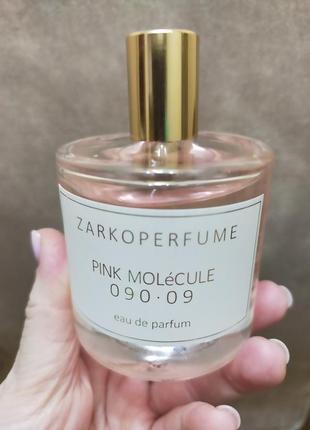 ZARKOPERFUME
PINK MOLéCULE
090·09
eau de parfum